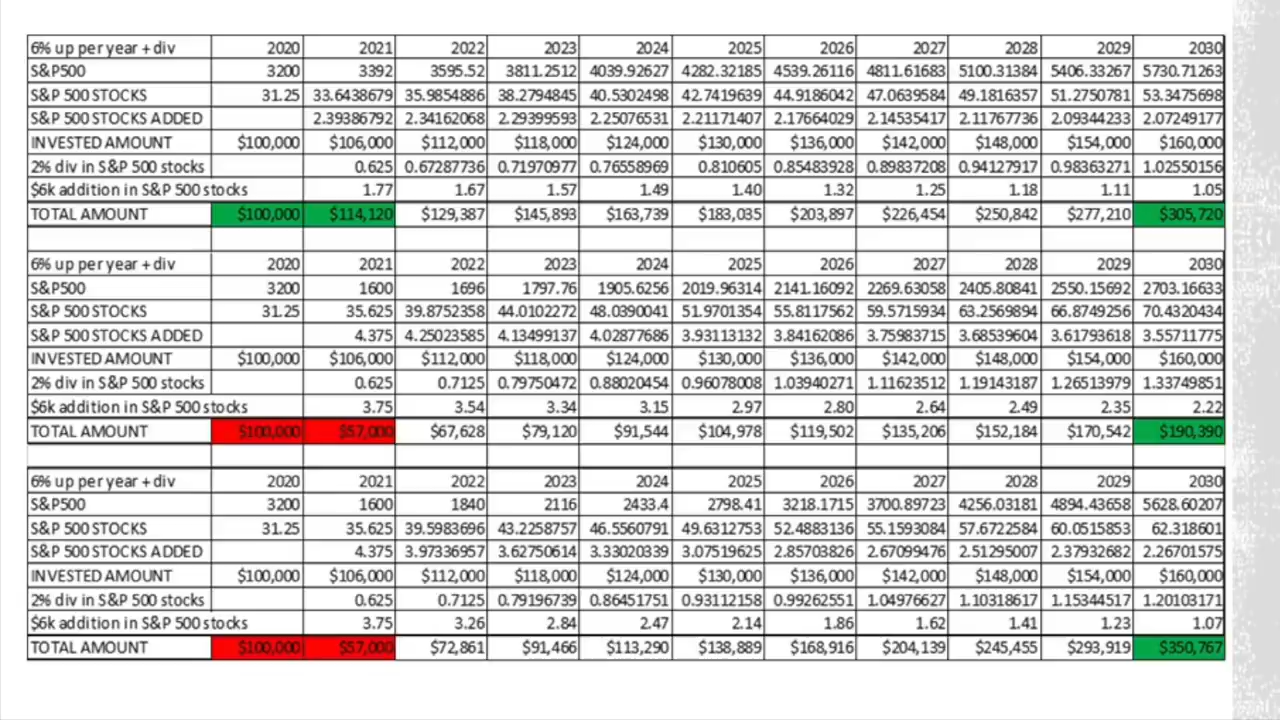 6% up per year + div 2020 2021 2022 2023 2024 2025 2026 2027 2028 2029 2030
S&P500 3200 3392 3595.52 3811.2512 4039.92627 4282.32185 4539.26116 4811.61683 5100.31384 5406.33267 5730.71263
S&P 500 STOCKS 31.25 33.6438679 35.9854886 38.2794845 40.5302498 42.7419639 44.9186042 47.0639584 49.1816357 51.2750781 53.3475698
S&P 500 STOCKS ADDED 2.39386792 2.34162068 2.29399593 2.25076531 2.21171407 2.17664029 2.14535417 2.11767736 2.09344233 2.07249177
INVESTED AMOUNT $100,000 $106,000 $112,000 $118,000 $124,000 $130,000 $136,000 $142,000 $148,000 $154,000 $160,000
2% div in S&P 500 stocks 0.625 0.67287736 0.71970977 0.76558969 0.810605 0.85483928 0.89837208 0.94127917 0.98363271 1.02550156
$6k addition in S&P 500 stocks 1.77 1.67 1.57 1.49 1.40 1.32 1.25 1.18 1.11 1.05
TOTAL AMOUNT $100,000 $114,120 $129,387 $145,893 $163,739 $183,035 $203,897 $226,454 $250,842 $277,210 $305,720
6% up per year + div 2020 2021 2022 2023 2024 2025 2026 2027 2028 2029 2030
S&P500 3200 1600 1696 1797.76 1905.6256 2019.96314 2141.16092 2269.63058 2405.80841 2550.15692 2703.16633
S&P 500 STOCKS 31.25 35.625 39.8752358 44.0102272 48.0390041 51.9701354 55.8117562 59.5715934 63.2569894 66.8749256 70.4320434
S&P 500 STOCKS ADDED 4.375 4.25023585 4.13499137 4.02877686 3.93113132 3.84162086 3.75983715 3.68539604 3.61793618 3.55711775
INVESTED AMOUNT $100,000 $106,000 $112,000 $118,000 $124,000 $130,000 $136,000 $142,000 $148,000 $154,000 $160,000
2% div in S&P 500 stocks 0.625 0.7125 0.79750472 0.88020454 0.96078008 1.03940271 1.11623512 1.19143187 1.26513979 1.33749851
$6k addition in S&P 500 stocks 3.75 3.54 3.34 3.15 2.97 2.80 2.64 2.49 2.35 2.22
TOTAL AMOUNT $100,000 $57,000 $67,628 $79,120 $91,544 $104,978 $119,502 $135,206 $152,184 $170,542 $190,390
6% up per year + div 2020 2021 2022 2023 2024 2025 2026 2027 2028 2029 2030
S&P500 3200 1600 1840 2116 2433.4 2798.41 3218.1715 3700.89723 4256.03181 4894.43658 5628.60207
S&P 500 STOCKS 31.25 35.625 39.5983696 43.2258757 46.5560791 49.6312753 52.4883136 55.1593084 57.6722584 60.0515853 62.318601
S&P 500 STOCKS ADDED 4.375 3.97336957 3.62750614 3.33020339 3.07519625 2.85703826 2.67099476 2.51295007 2.37932682 2.26701575
INVESTED AMOUNT $100,000 $106,000 $112,000 $118,000 $124,000 $130,000 $136,000 $142,000 $148,000 $154,000 $160,000
2% div in S&P 500 stocks 0.625 0.7125 0.79196739 0.86451751 0.93112158 0.99262551 1.04976627 1.10318617 1.15344517 1.20103171
$6k addition in S&P 500 stocks 3.75 3.26 2.84 2.47 2.14 1.86 1.62 1.41 1.23 1.07
TOTAL AMOUNT $100,000 $57,000 $72,861 $91,466 $113,290 $138,889 $168,916 $204,139 $245,455 $293,919 $350,767